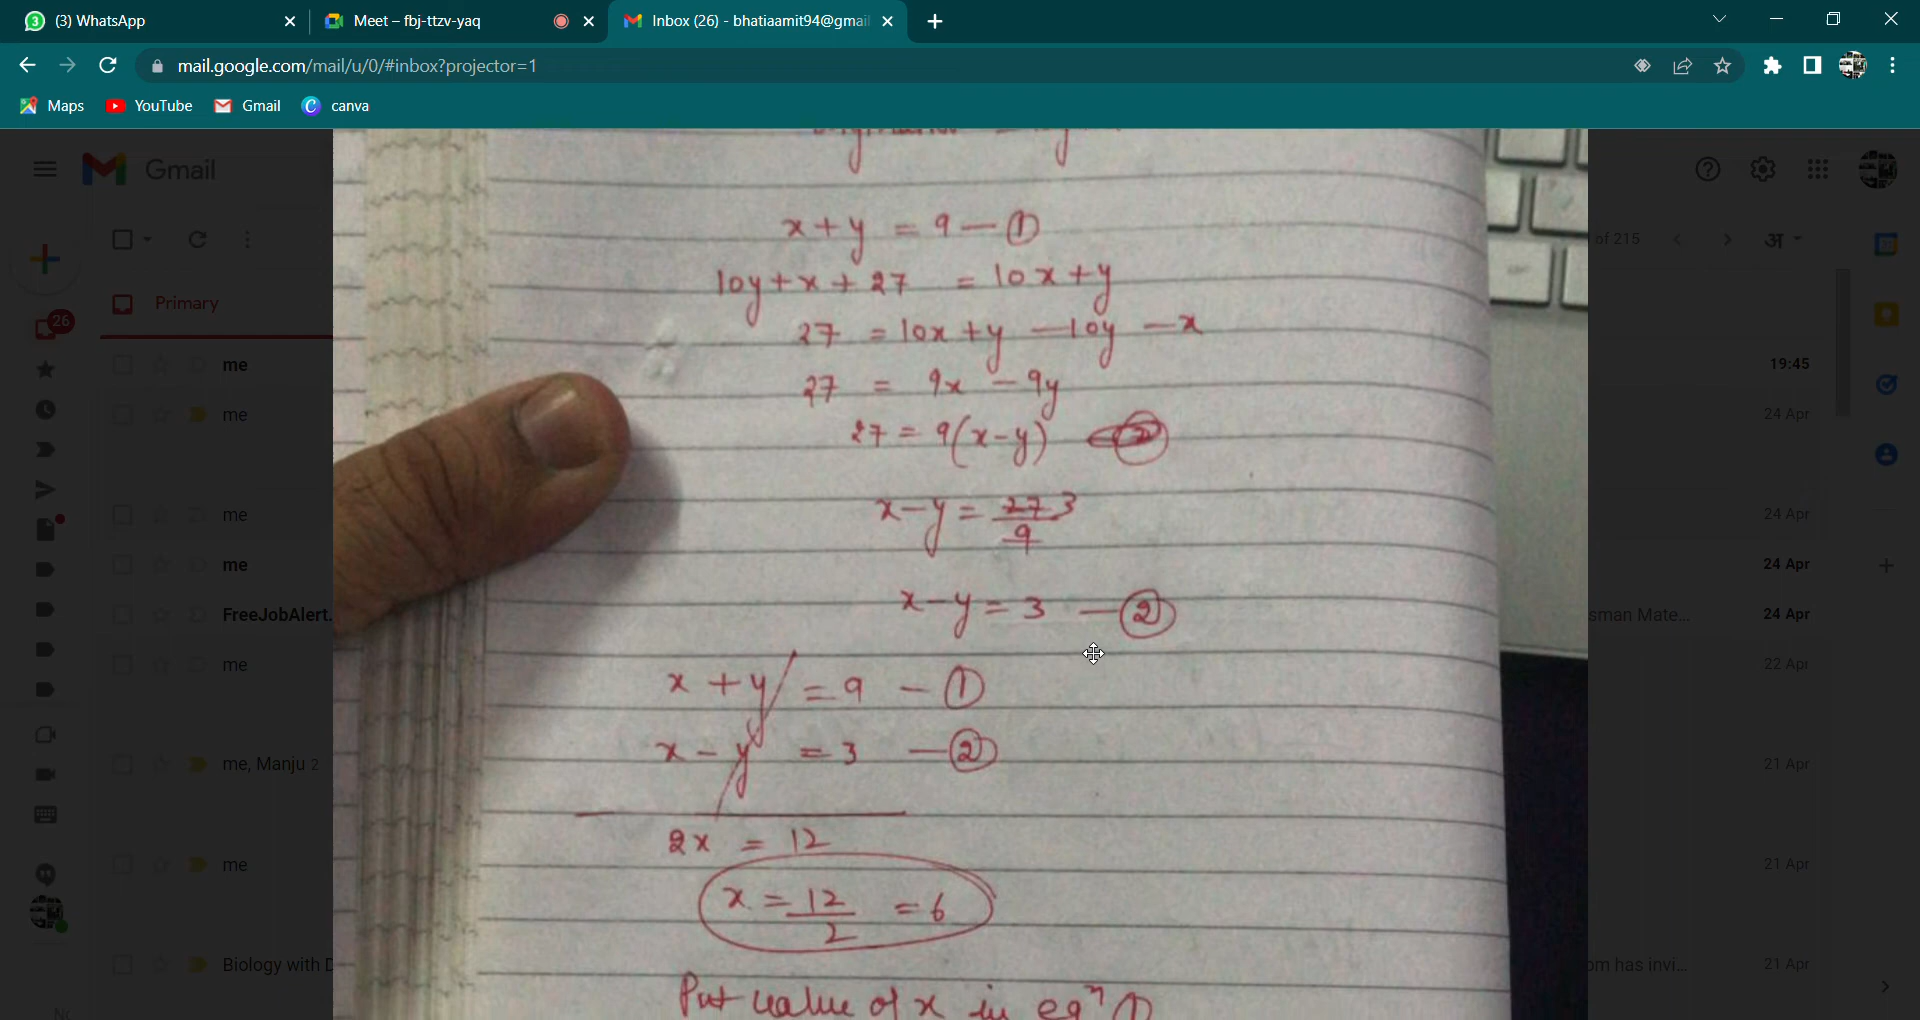 (3) WhatsApp
Meet – fbj-ttzv-yaq
Inbox (26) - bhatiaamit94@gmai
mail.google.com/mail/u/0/#inbox?projector=1
Maps YouTube Gmail canva
Gmail
of 215 अ
26 Primary
me 19:45
me 24 Apr
me 24 Apr
me 24 Apr
FreeJobAlert. sman Mate... 24 Apr
me 22 Apr
me, Manju 2 21 Apr
me 21 Apr
Biology with D om has invi... 21 Apr
x + y = 9 — ①
10y + x + 27 = 10x + y
27 = 10x + y — 10y — x
27 = 9x — 9y
27 = 9(x-y)
x-y = 27 3
9
x-y = 3 — ②
x + y = 9 — ①
x - y = 3 — ②
2x = 12
x = 12 = 6
2
Put value of x in eqⁿ ①